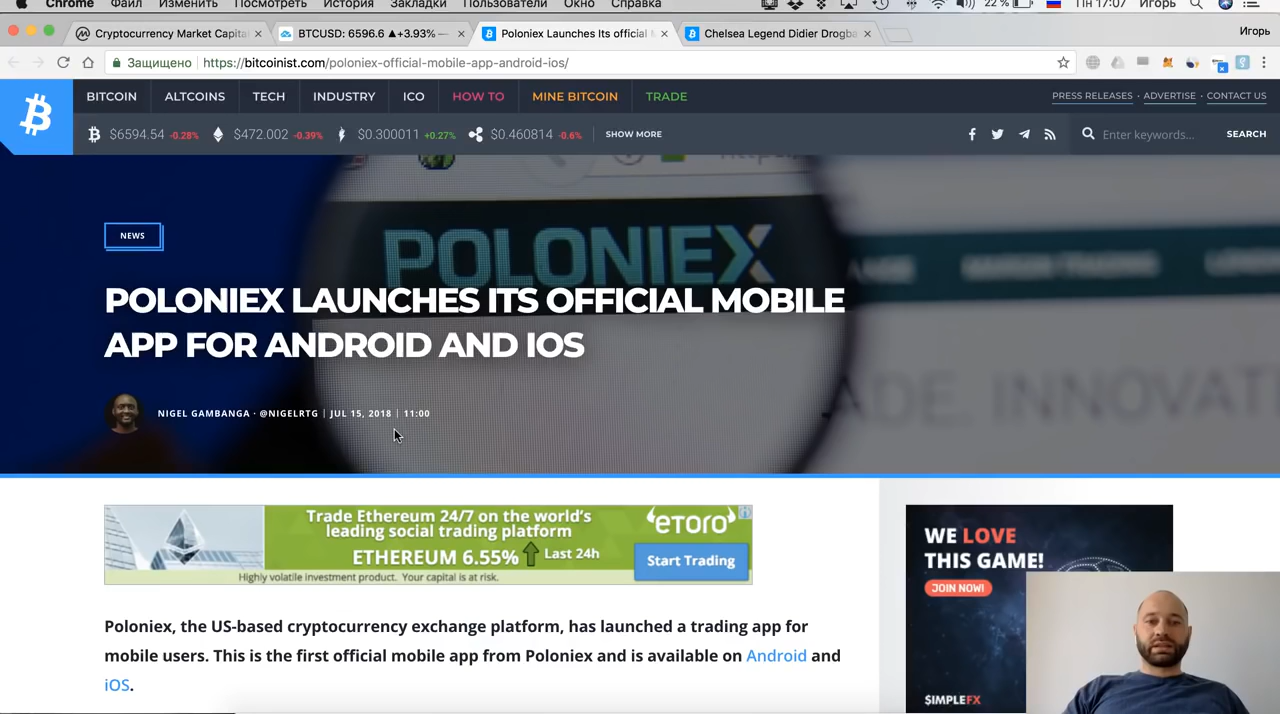 Chrome Файл Изменить Посмотреть История Закладки Пользователи Окно Справка 22 % Пн 17:07 Игорь
Cryptocurrency Market Capita
BTCUSD: 6596.6 ▲+3.93% —
Poloniex Launches Its official
Chelsea Legend Didier Drogba
Игорь
Защищено
https://bitcoinist.com/poloniex-official-mobile-app-android-ios/
BITCOIN ALTCOINS TECH INDUSTRY ICO HOW TO MINE BITCOIN TRADE
PRESS RELEASES · ADVERTISE · CONTACT US
$6594.54 -0.28% $472.002 -0.39% $0.300011 +0.27% $0.460814 -0.6% SHOW MORE
Enter keywords... SEARCH
POLONIEX
NEWS
POLONIEX LAUNCHES ITS OFFICIAL MOBILE
APP FOR ANDROID AND IOS
NIGEL GAMBANGA · @NIGELRTG | JUL 15, 2018 | 11:00
Trade Ethereum 24/7 on the world's
leading social trading platform
ETHEREUM 6.55% Last 24h
eToro
Start Trading
Highly volatile investment product. Your capital is at risk.
WE LOVE
THIS GAME!
JOIN NOW!
$IMPLEFX
Poloniex, the US-based cryptocurrency exchange platform, has launched a trading app for
mobile users. This is the first official mobile app from Poloniex and is available on Android and
iOS.